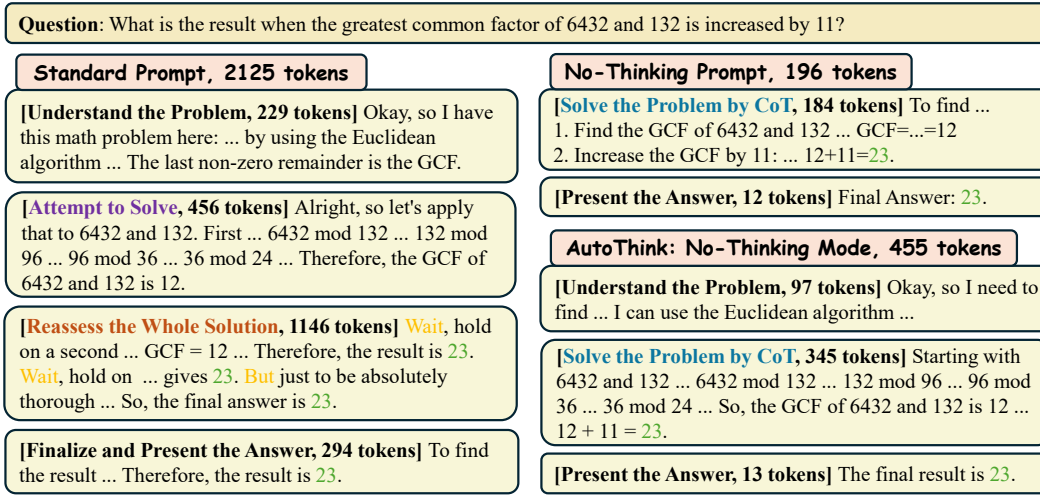 Question: What is the result when the greatest common factor of 6432 and 132 is increased by 11?
Standard Prompt, 2125 tokens
[Understand the Problem, 229 tokens] Okay, so I have
this math problem here: ... by using the Euclidean
algorithm ... The last non-zero remainder is the GCF.
[Attempt to Solve, 456 tokens] Alright, so let's apply
that to 6432 and 132. First ... 6432 mod 132 ... 132 mod
96 ... 96 mod 36 ... 36 mod 24 ... Therefore, the GCF of
6432 and 132 is 12.
[Reassess the Whole Solution, 1146 tokens] Wait, hold
on a second ... GCF = 12 ... Therefore, the result is 23.
Wait, hold on ... gives 23. But just to be absolutely
thorough ... So, the final answer is 23.
[Finalize and Present the Answer, 294 tokens] To find
the result ... Therefore, the result is 23.
No-Thinking Prompt, 196 tokens
[Solve the Problem by CoT, 184 tokens] To find ...
1. Find the GCF of 6432 and 132 ... GCF=...=12
2. Increase the GCF by 11: ... 12+11=23.
[Present the Answer, 12 tokens] Final Answer: 23.
AutoThink: No-Thinking Mode, 455 tokens
[Understand the Problem, 97 tokens] Okay, so I need to
find ... I can use the Euclidean algorithm ...
[Solve the Problem by CoT, 345 tokens] Starting with
6432 and 132 ... 6432 mod 132 ... 132 mod 96 ... 96 mod
36 ... 36 mod 24 ... So, the GCF of 6432 and 132 is 12 ...
12 + 11 = 23.
[Present the Answer, 13 tokens] The final result is 23.